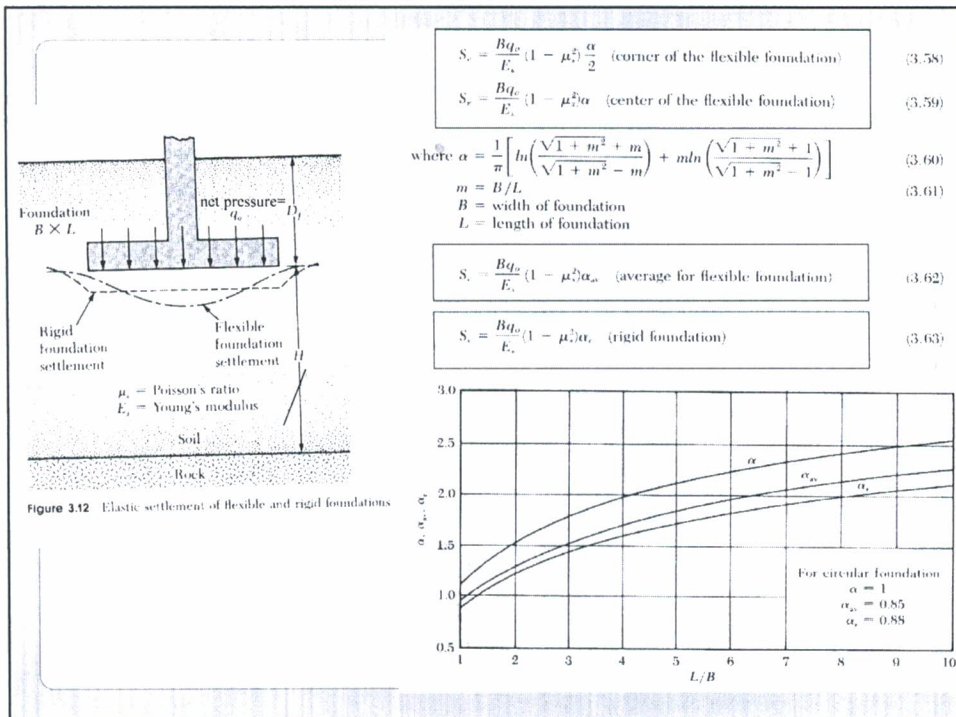 S_e = Bq_o/E_s (1 − μ_s²) α/2 (corner of the flexible foundation) (3.58)
S_e = Bq_o/E_s (1 − μ_s²)α (center of the flexible foundation) (3.59)
where α = 1/π [ ln( (√(1 + m²) + m) / (√(1 + m²) − m) ) + mln( (√(1 + m²) + 1) / (√(1 + m²) − 1) ) ] (3.60)
m = B/L (3.61)
B = width of foundation
L = length of foundation
S_e = Bq_o/E_s (1 − μ_s²)α_av (average for flexible foundation) (3.62)
S_e = Bq_o/E_s (1 − μ_s²)α_r (rigid foundation) (3.63)
Foundation
B × L
net pressure=
q_o
D_f
Rigid
foundation
settlement
Flexible
foundation
settlement
H
μ_s = Poisson's ratio
E_s = Young's modulus
Soil
Rock
Figure 3.12 Elastic settlement of flexible and rigid foundations
3.0
2.5
2.0
1.5
1.0
0.5
α, α_av, α_r
α
α_av
α_r
For circular foundation
α = 1
α_av = 0.85
α_r = 0.88
1 2 3 4 5 6 7 8 9 10
L/B